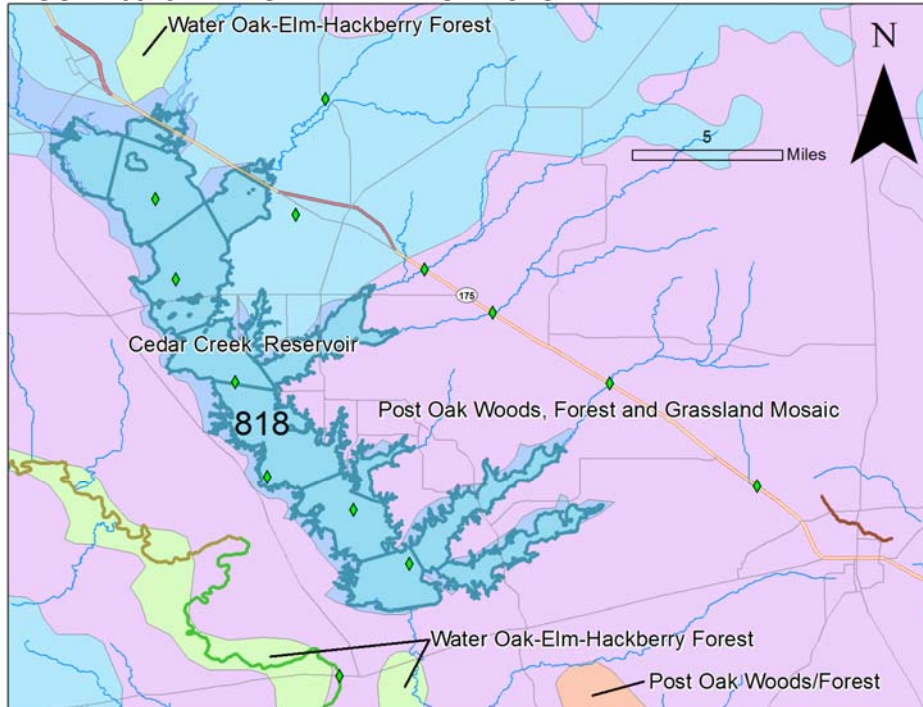 Water Oak-Elm-Hackberry Forest
N
5
Miles
175
Cedar Creek Reservoir
818
Post Oak Woods, Forest and Grassland Mosaic
Water Oak-Elm-Hackberry Forest
Post Oak Woods/Forest